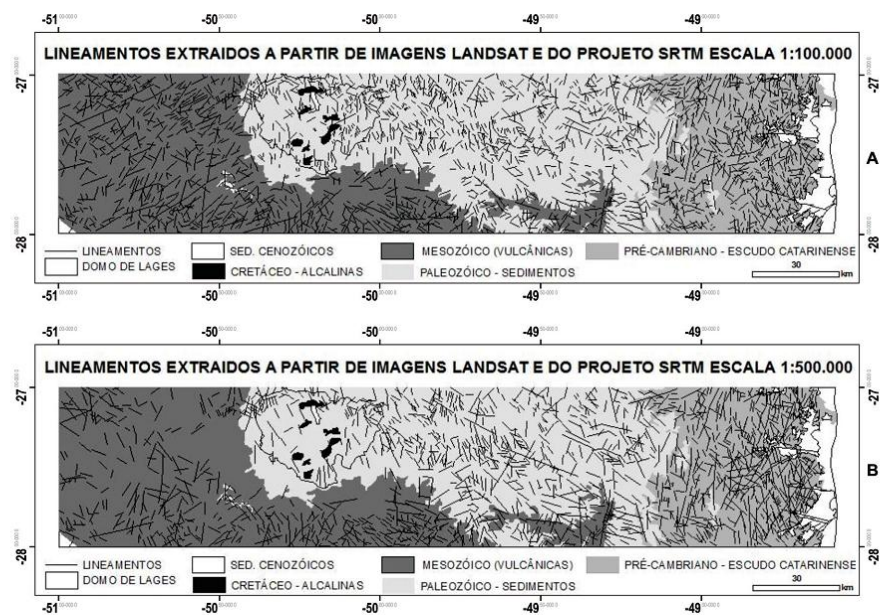 -51 -50 -50 -49 -49
LINEAMENTOS EXTRAIDOS A PARTIR DE IMAGENS LANDSAT E DO PROJETO SRTM ESCALA 1:100.000
-27
A
-28
LINEAMENTOS
DOMO DE LAGES
SED. CENOZÓICOS
CRETÁCEO - ALCALINAS
MESOZÓICO (VULCÂNICAS)
PALEOZÓICO - SEDIMENTOS
PRÉ-CAMBRIANO - ESCUDO CATARINENSE
30
km
-51 -50 -50 -49 -49
-51 -50 -50 -49 -49
LINEAMENTOS EXTRAIDOS A PARTIR DE IMAGENS LANDSAT E DO PROJETO SRTM ESCALA 1:500.000
-27
B
-28
LINEAMENTOS
DOMO DE LAGES
SED. CENOZÓICOS
CRETÁCEO - ALCALINAS
MESOZÓICO (VULCÂNICAS)
PALEOZÓICO - SEDIMENTOS
PRÉ-CAMBRIANO - ESCUDO CATARINENSE
30
km
-51 -50 -50 -49 -49